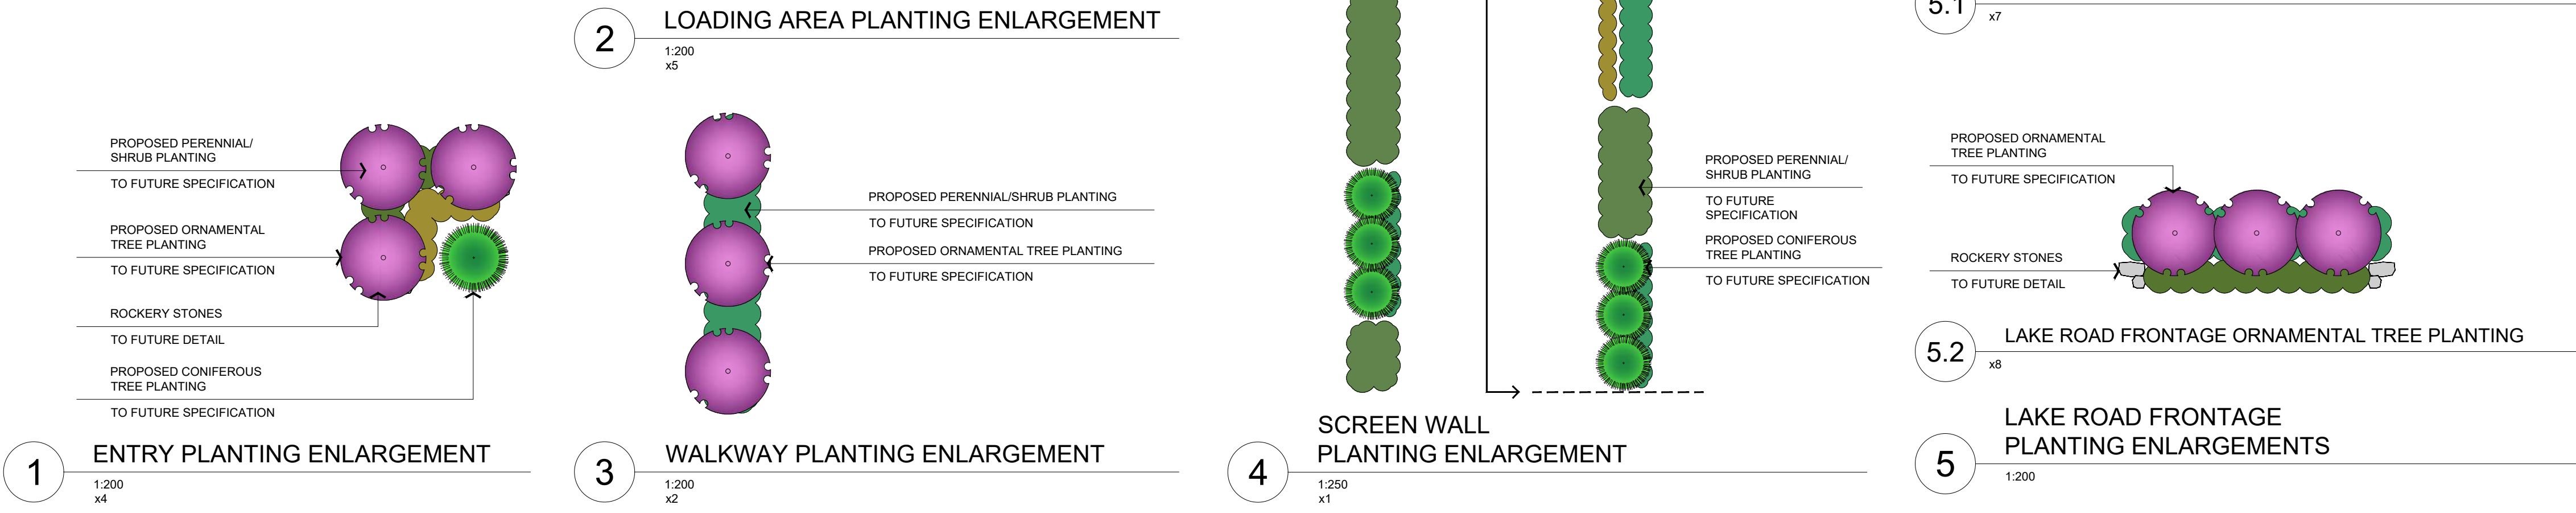 2
LOADING AREA PLANTING ENLARGEMENT
1:200
x5
5.1
x7
PROPOSED PERENNIAL/
SHRUB PLANTING
TO FUTURE SPECIFICATION
PROPOSED ORNAMENTAL
TREE PLANTING
TO FUTURE SPECIFICATION
ROCKERY STONES
TO FUTURE DETAIL
PROPOSED CONIFEROUS
TREE PLANTING
TO FUTURE SPECIFICATION
1
ENTRY PLANTING ENLARGEMENT
1:200
x4
PROPOSED PERENNIAL/SHRUB PLANTING
TO FUTURE SPECIFICATION
PROPOSED ORNAMENTAL TREE PLANTING
TO FUTURE SPECIFICATION
3
WALKWAY PLANTING ENLARGEMENT
1:200
x2
PROPOSED PERENNIAL/
SHRUB PLANTING
TO FUTURE
SPECIFICATION
PROPOSED CONIFEROUS
TREE PLANTING
TO FUTURE SPECIFICATION
4
SCREEN WALL
PLANTING ENLARGEMENT
1:250
x1
PROPOSED ORNAMENTAL
TREE PLANTING
TO FUTURE SPECIFICATION
ROCKERY STONES
TO FUTURE DETAIL
5.2
LAKE ROAD FRONTAGE ORNAMENTAL TREE PLANTING
x8
5
LAKE ROAD FRONTAGE
PLANTING ENLARGEMENTS
1:200